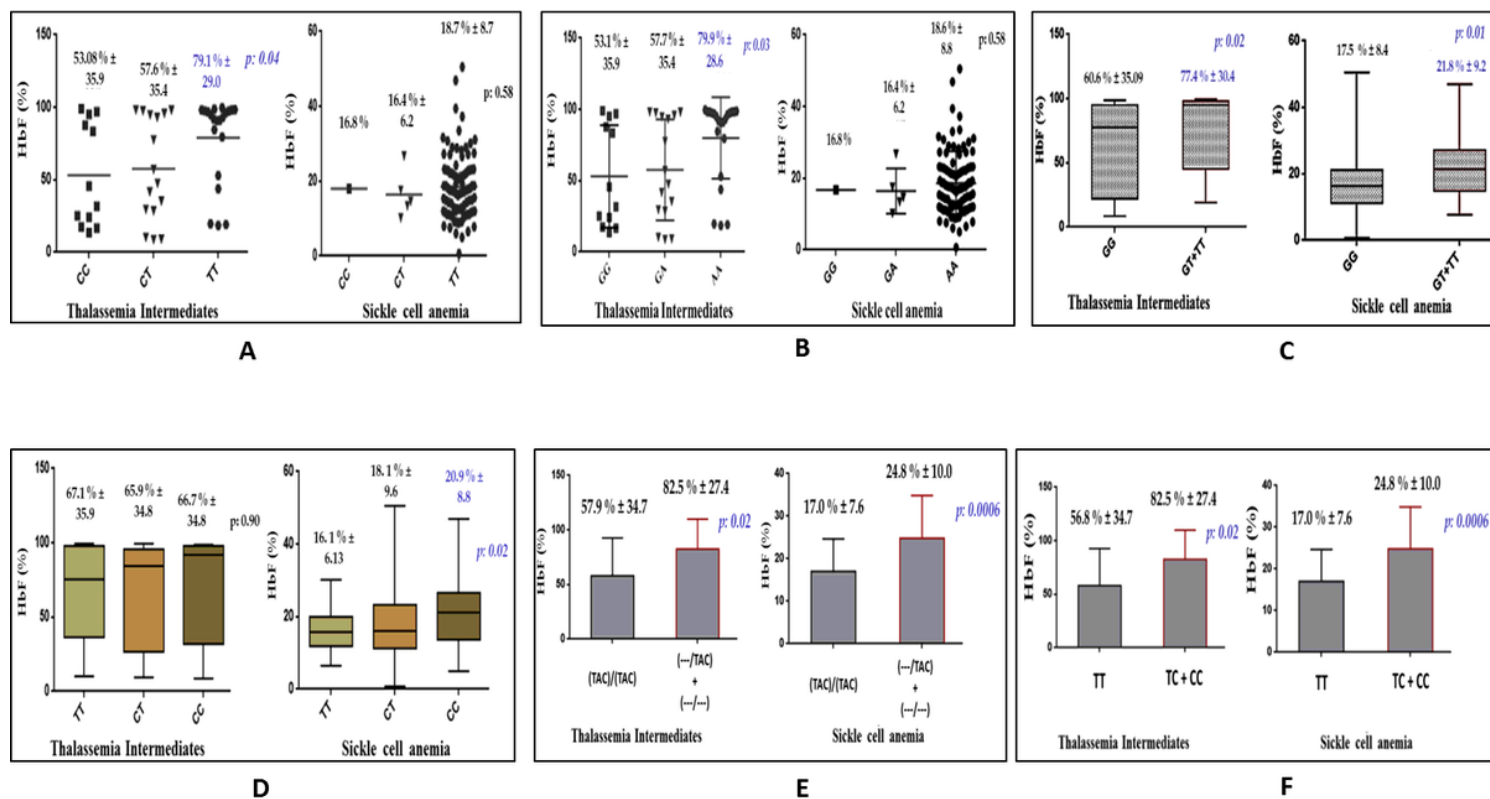 53.08 % ±
35.9
57.6 % ±
35.4
79.1 % ±
29.0
p: 0.04
HbF (%)
150
100
50
0
CC
CT
TT
Thalassemia Intermediates
18.7 % ± 8.7
16.8 %
16.4 % ±
6.2
p: 0.58
HbF (%)
60
40
20
0
CC
CT
TT
Sickle cell anemia
A
53.1 % ±
35.9
57.7% ±
35.4
79.9% ±
28.6
p: 0.03
HbF (%)
150
100
50
0
GG
GA
AA
Thalassemia Intermediates
18.6% ±
8.8
16.8%
16.4% ±
6.2
p: 0.58
HbF (%)
60
40
20
0
GG
GA
AA
Sickle cell anemia
B
p: 0.02
60.6 % ± 35.09
77.4 % ± 30.4
HbF (%)
150
100
50
0
GG
GT+TT
Thalassemia Intermediates
p: 0.01
17.5 % ± 8.4
21.8 % ± 9.2
HbF (%)
60
40
20
0
GG
GT+TT
Sickle cell anemia
C
67.1 % ±
35.9
65.9 % ±
34.8
66.7 % ±
34.8
p: 0.90
HbF (%)
150
100
50
0
TT
CT
CC
Thalassemia Intermediates
16.1 % ±
6.13
18.1 % ±
9.6
20.9 % ±
8.8
p: 0.02
HbF (%)
60
40
20
0
TT
CT
CC
Sickle cell anemia
D
57.9 % ± 34.7
82.5 % ± 27.4
p: 0.02
HbF (%)
150
100
50
0
(TAC)/(TAC)
(---/TAC)
+
(---/---)
Thalassemia Intermediates
17.0 % ± 7.6
24.8 % ± 10.0
p: 0.0006
HbF (%)
40
30
20
10
0
(TAC)/(TAC)
(---/TAC)
+
(---/---)
Sickle cell anemia
E
56.8 % ± 34.7
82.5 % ± 27.4
p: 0.02
HbF (%)
150
100
50
0
TT
TC + CC
Thalassemia Intermediates
17.0 % ± 7.6
24.8 % ± 10.0
p: 0.0006
HbF (%)
40
30
20
10
0
TT
TC + CC
Sickle cell anemia
F